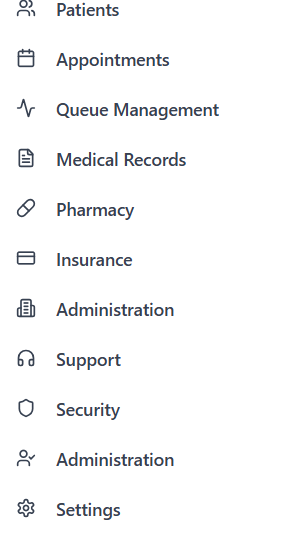 Patients
Appointments
Queue Management
Medical Records
Pharmacy
Insurance
Administration
Support
Security
Administration
Settings